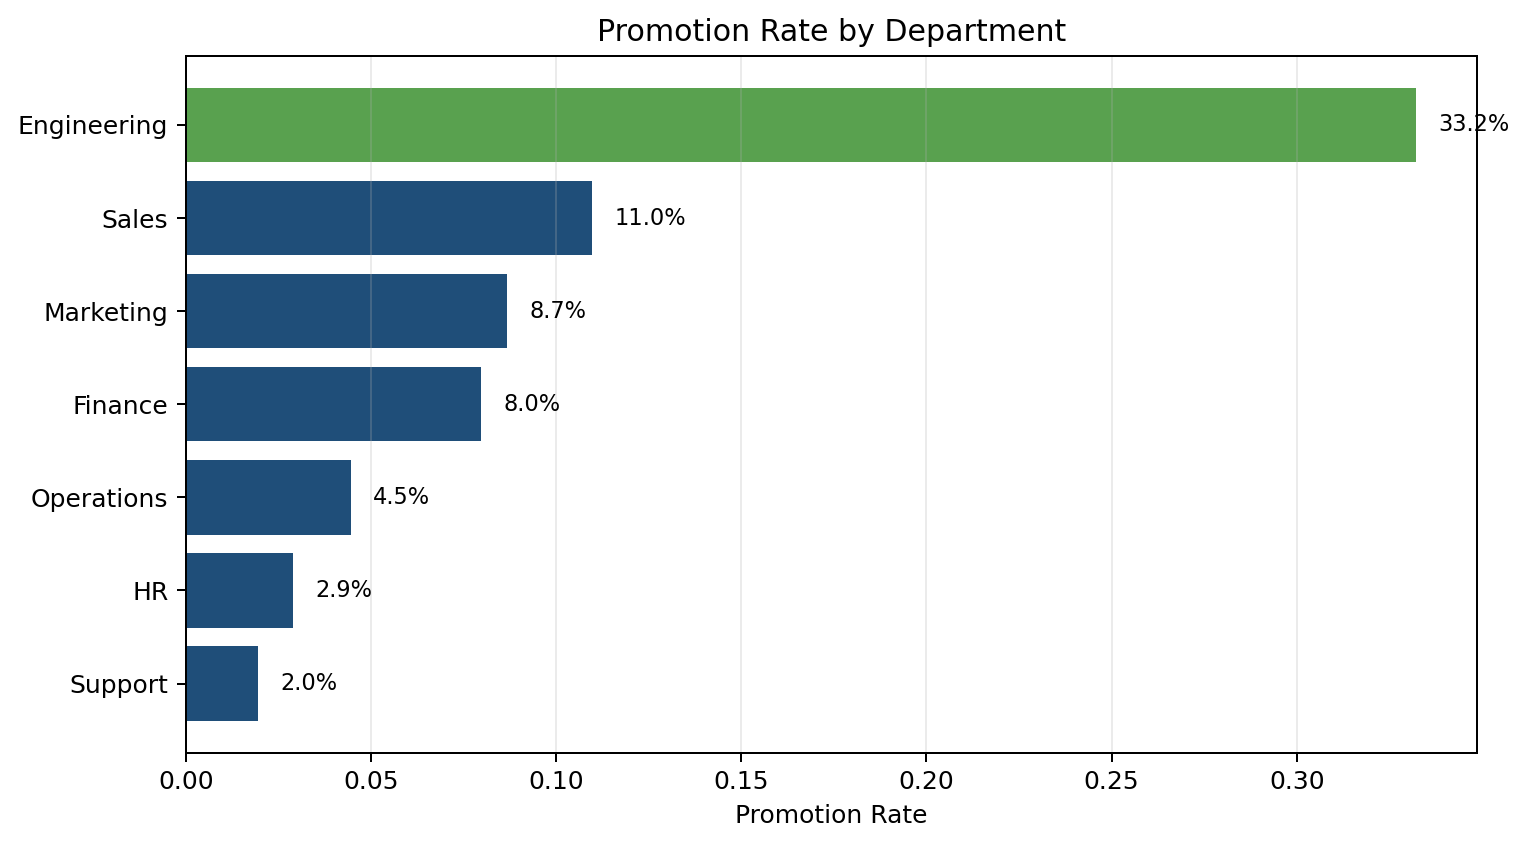 Promotion Rate by Department
Engineering
33.2%
Sales
11.0%
Marketing
8.7%
Finance
8.0%
Operations
4.5%
HR
2.9%
Support
2.0%
0.00 0.05 0.10 0.15 0.20 0.25 0.30
Promotion Rate